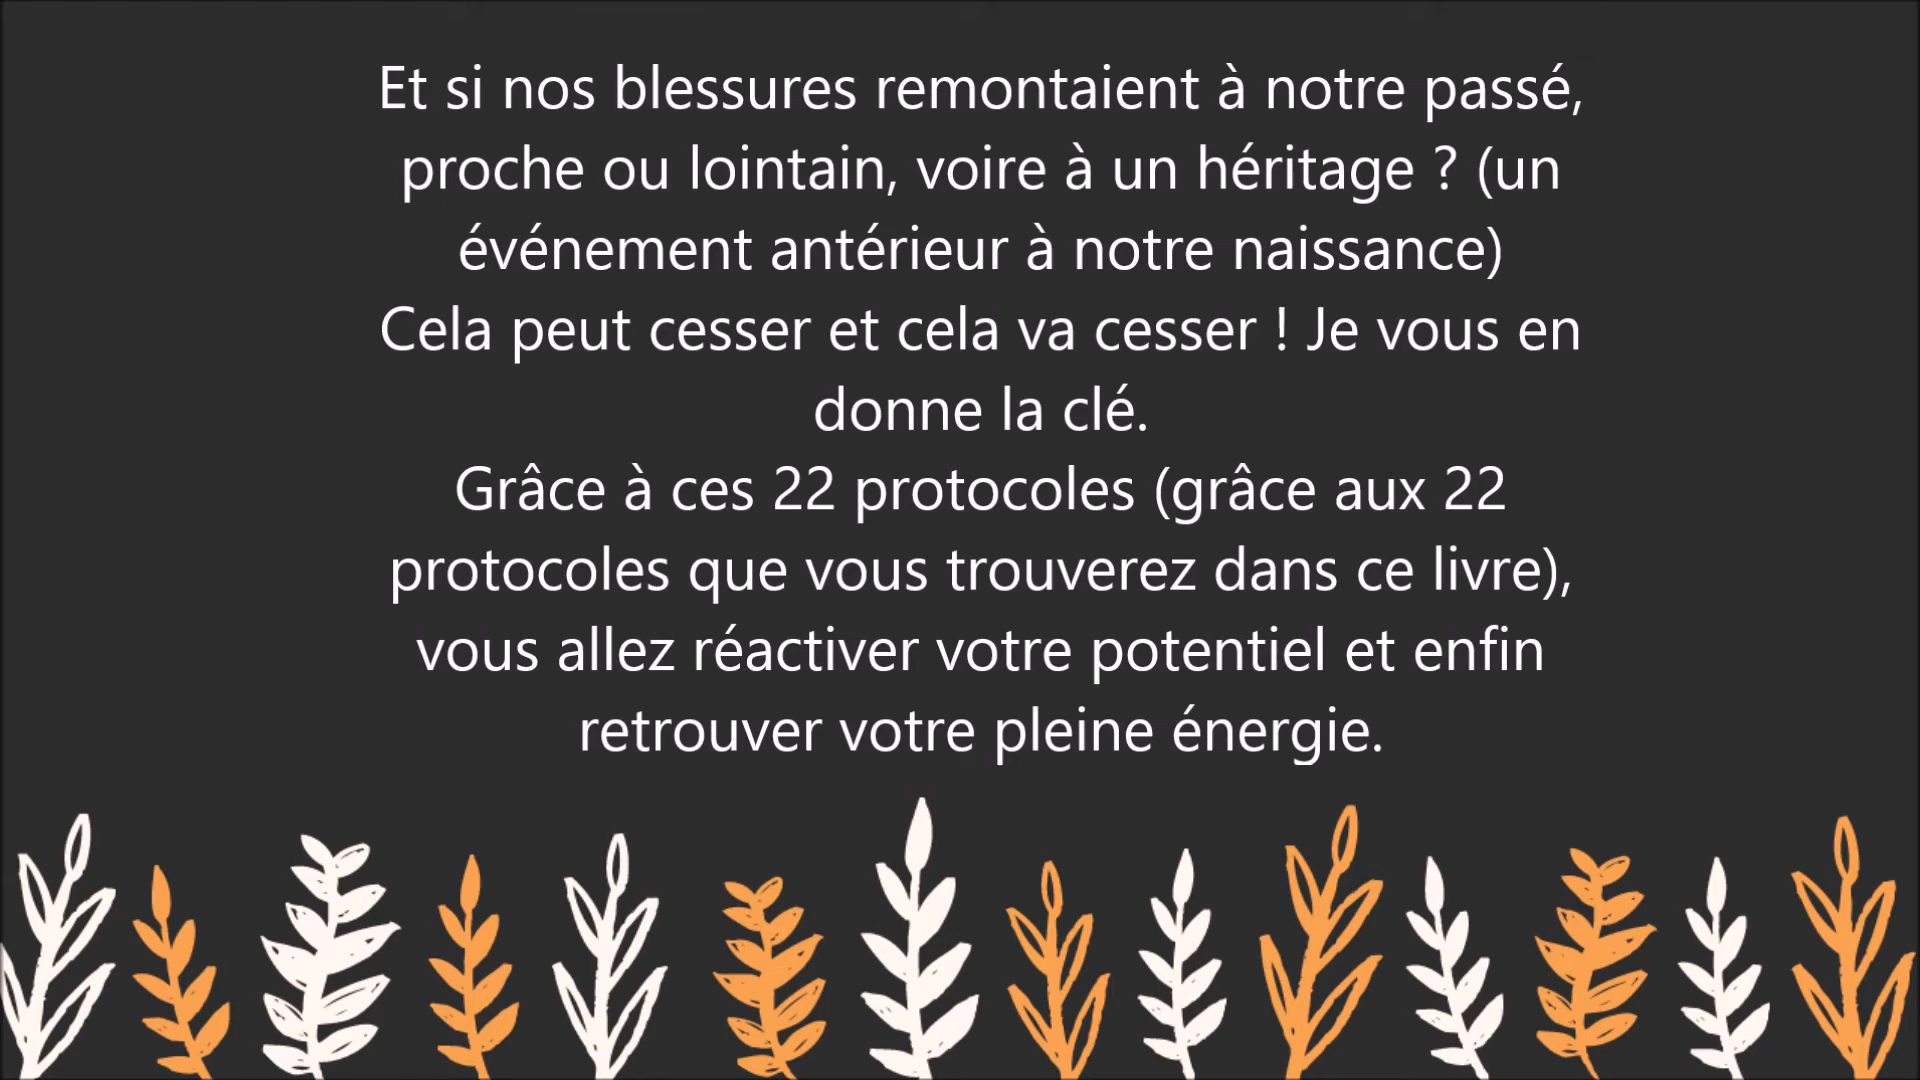 Et si nos blessures remontaient à notre passé,
proche ou lointain, voire à un héritage ? (un
événement antérieur à notre naissance)
Cela peut cesser et cela va cesser ! Je vous en
donne la clé.
Grâce à ces 22 protocoles (grâce aux 22
protocoles que vous trouverez dans ce livre),
vous allez réactiver votre potentiel et enfin
retrouver votre pleine énergie.